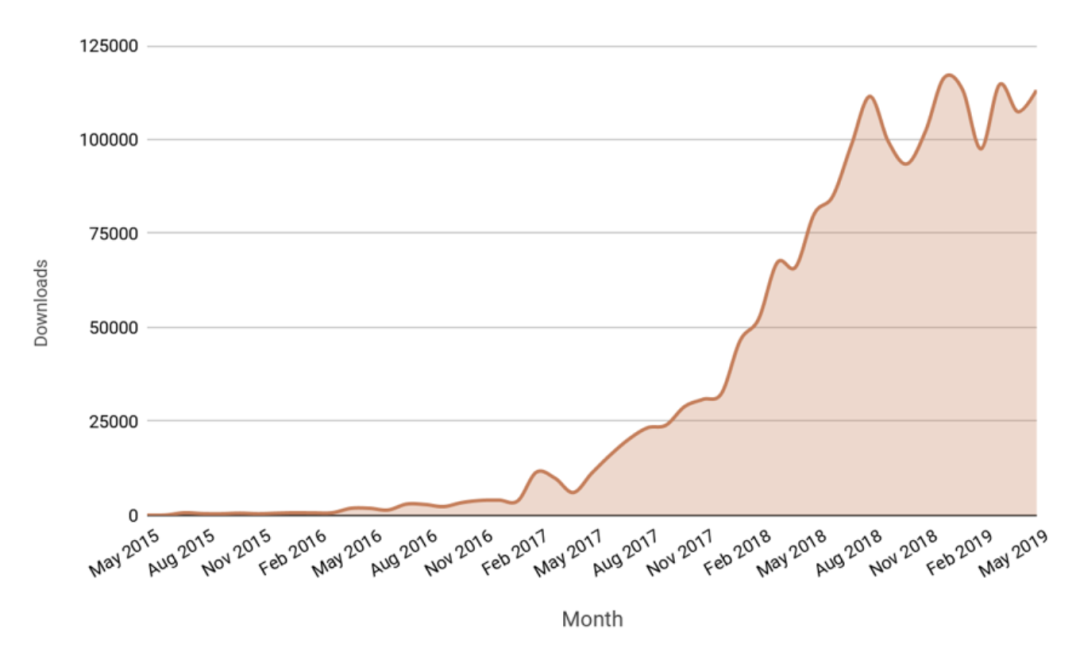 125000
100000
75000
50000
25000
0
Downloads
May 2015
Aug 2015
Nov 2015
Feb 2016
May 2016
Aug 2016
Nov 2016
Feb 2017
May 2017
Aug 2017
Nov 2017
Feb 2018
May 2018
Aug 2018
Nov 2018
Feb 2019
May 2019
Month